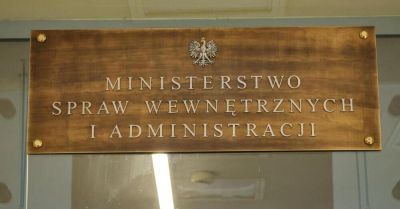 MINISTERSTWO
SPRAW WEWNĘTRZNYCH
I ADMINISTRACJI